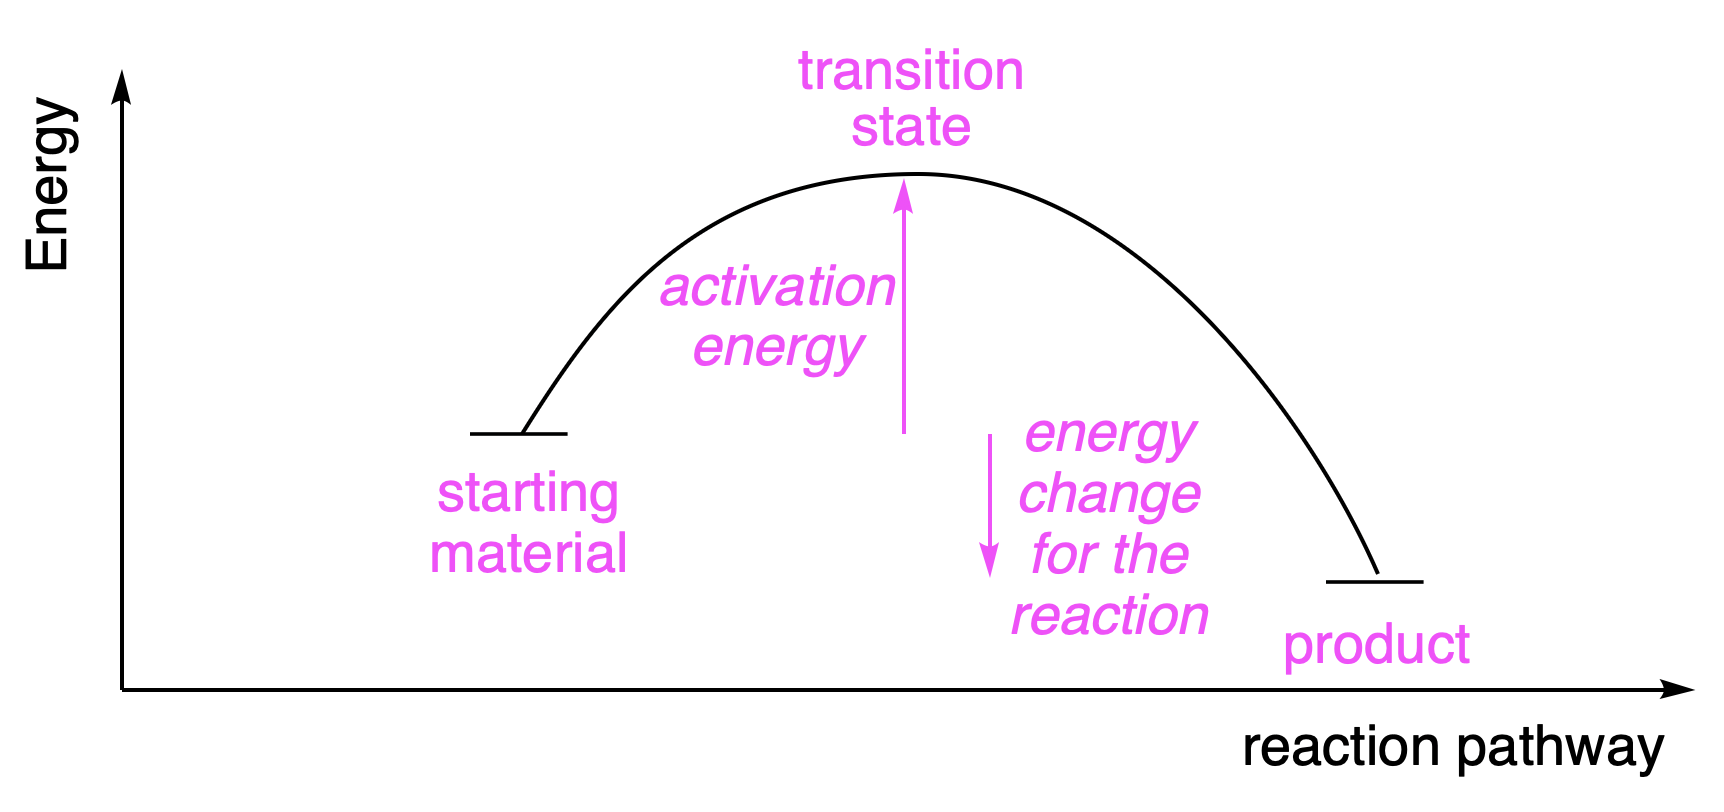 transition
state
Energy
activation
energy
energy
change
for the
reaction
starting
material
product
reaction pathway